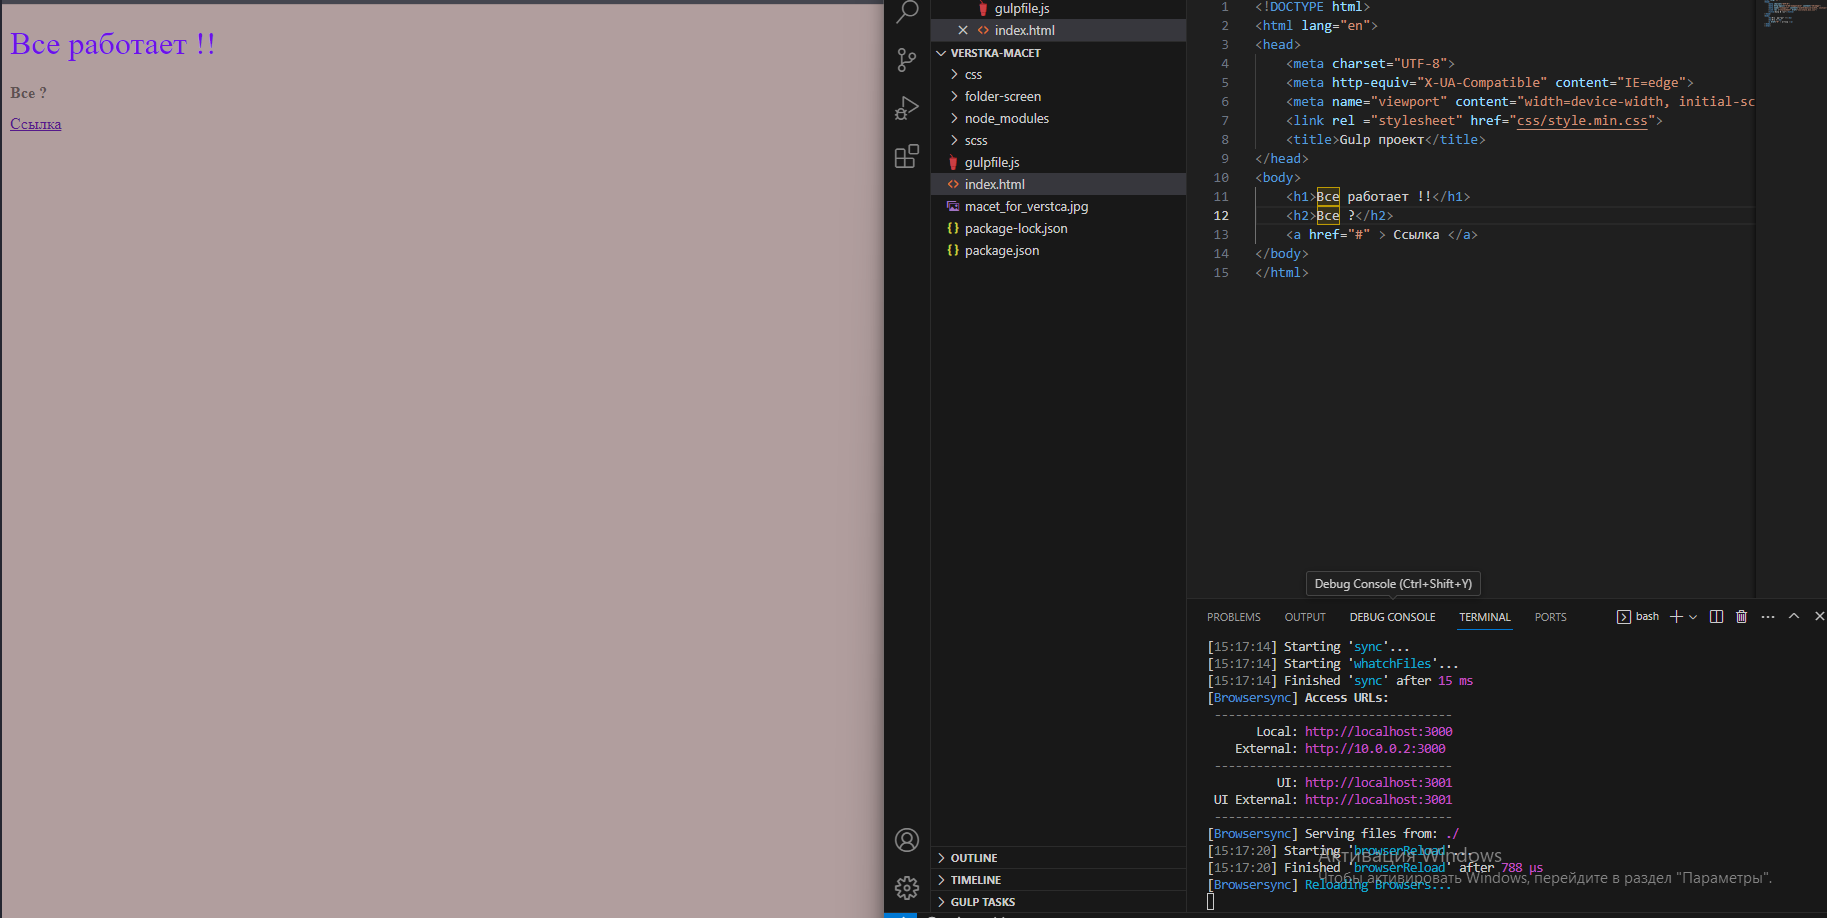 Все работает !!
Все ?
Ссылка
gulpfile.js
index.html
VERSTKA-MACET
css
folder-screen
node_modules
scss
gulpfile.js
index.html
macet_for_verstca.jpg
package-lock.json
package.json
OUTLINE
TIMELINE
GULP TASKS
1 <!DOCTYPE html>
2 <html lang="en">
3 <head>
4 <meta charset="UTF-8">
5 <meta http-equiv="X-UA-Compatible" content="IE=edge">
6 <meta name="viewport" content="width=device-width, initial-sc
7 <link rel ="stylesheet" href="css/style.min.css">
8 <title>Gulp проект</title>
9 </head>
10 <body>
11 <h1>Все работает !!</h1>
12 <h2>Все ?</h2>
13 <a href="#" > Ссылка </a>
14 </body>
15 </html>
Debug Console (Ctrl+Shift+Y)
PROBLEMS OUTPUT DEBUG CONSOLE TERMINAL PORTS bash
[15:17:14] Starting 'sync'...
[15:17:14] Starting 'whatchFiles'...
[15:17:14] Finished 'sync' after 15 ms
[Browsersync] Access URLs:
----------------------------------
Local: http://localhost:3000
External: http://10.0.0.2:3000
----------------------------------
UI: http://localhost:3001
UI External: http://localhost:3001
----------------------------------
[Browsersync] Serving files from: ./
[15:17:20] Starting 'browserReload'...
[15:17:20] Finished 'browserReload' after 788 μs
[Browsersync] Reloading Browsers...
Активация Windows
Чтобы активировать Windows, перейдите в раздел "Параметры".